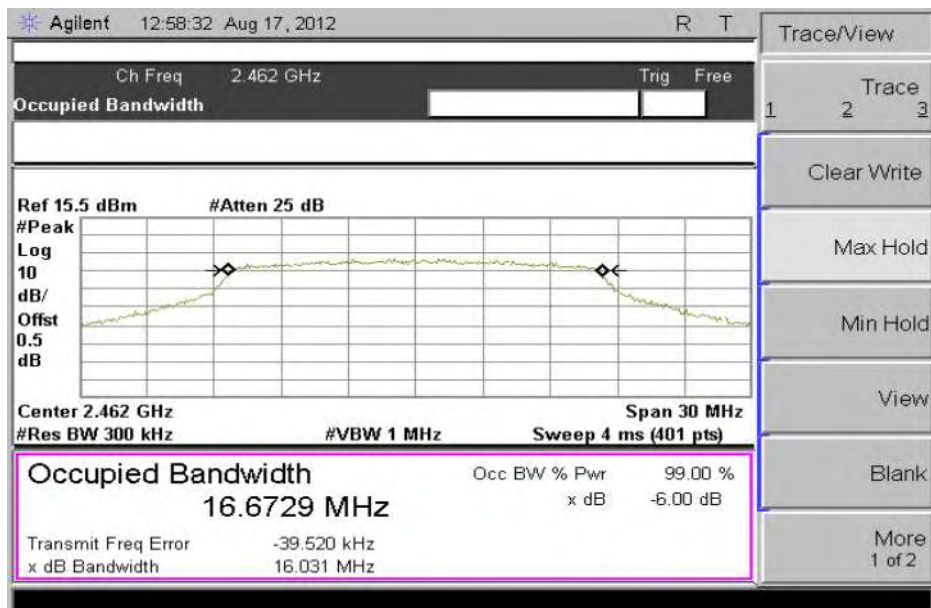 Agilent 12:58:32 Aug 17, 2012 R T
Ch Freq 2.462 GHz Trig Free
Occupied Bandwidth
Ref 15.5 dBm #Atten 25 dB
#Peak
Log
10
dB/
Offst
0.5
dB
Center 2.462 GHz Span 30 MHz
#Res BW 300 kHz #VBW 1 MHz Sweep 4 ms (401 pts)
Occupied Bandwidth Occ BW % Pwr 99.00 %
16.6729 MHz x dB -6.00 dB
Transmit Freq Error -39.520 kHz
x dB Bandwidth 16.031 MHz
Trace/View
Trace
1 2 3
Clear Write
Max Hold
Min Hold
View
Blank
More
1 of 2